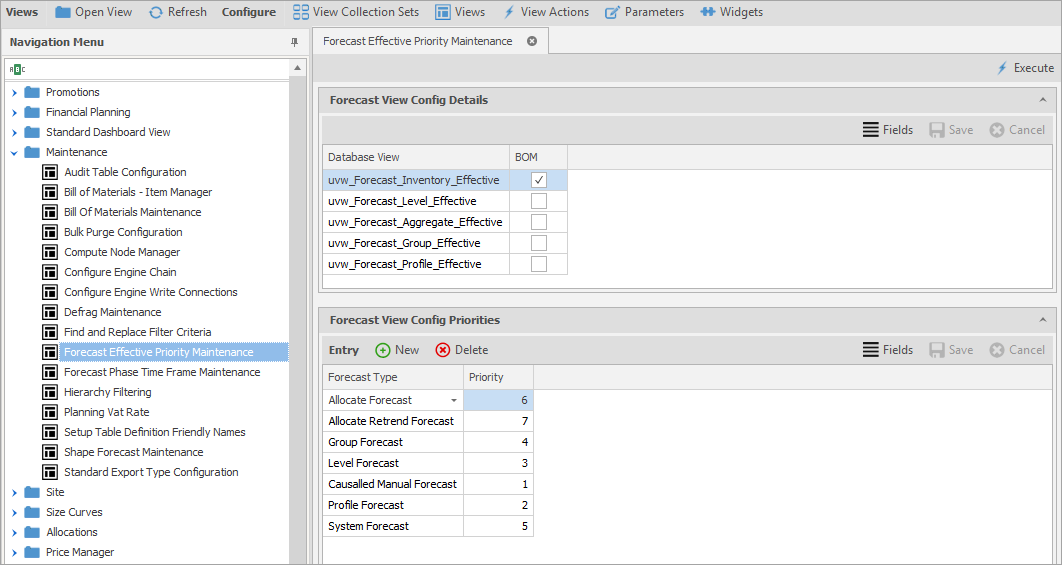 Views Open View Refresh Configure View Collection Sets Views View Actions Parameters Widgets
Navigation Menu
ABC
Promotions
Financial Planning
Standard Dashboard View
Maintenance
Audit Table Configuration
Bill of Materials - Item Manager
Bill Of Materials Maintenance
Bulk Purge Configuration
Compute Node Manager
Configure Engine Chain
Configure Engine Write Connections
Defrag Maintenance
Find and Replace Filter Criteria
Forecast Effective Priority Maintenance
Forecast Phase Time Frame Maintenance
Hierarchy Filtering
Planning Vat Rate
Setup Table Definition Friendly Names
Shape Forecast Maintenance
Standard Export Type Configuration
Site
Size Curves
Allocations
Price Manager
Forecast Effective Priority Maintenance
Execute
Forecast View Config Details
Fields Save Cancel
Database View BOM
uvw_Forecast_Inventory_Effective
uvw_Forecast_Level_Effective
uvw_Forecast_Aggregate_Effective
uvw_Forecast_Group_Effective
uvw_Forecast_Profile_Effective
Forecast View Config Priorities
Entry New Delete Fields Save Cancel
Forecast Type Priority
Allocate Forecast 6
Allocate Retrend Forecast 7
Group Forecast 4
Level Forecast 3
Causalled Manual Forecast 1
Profile Forecast 2
System Forecast 5